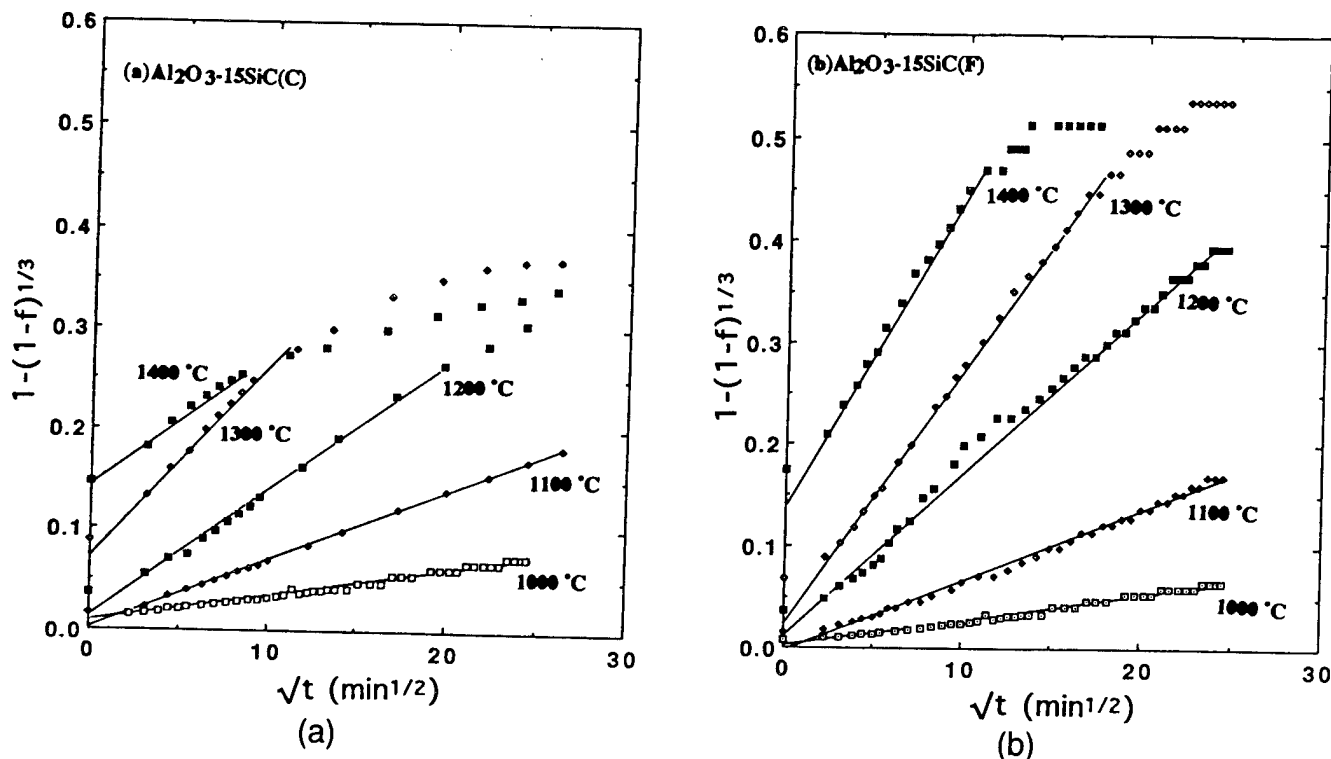 (a)Al₂O₃-15SiC(C)
1-(1-f)1/3
0.6
0.5
0.4
0.3
0.2
0.1
0.0
1400 °C
1300 °C
1200 °C
1100 °C
1000 °C
0
10
20
30
√t (min1/2)
(a)
(b)Al₂O₃-15SiC(F)
1-(1-f)1/3
0.6
0.5
0.4
0.3
0.2
0.1
0.0
1400 °C
1300 °C
1200 °C
1100 °C
1000 °C
0
10
20
30
√t (min1/2)
(b)